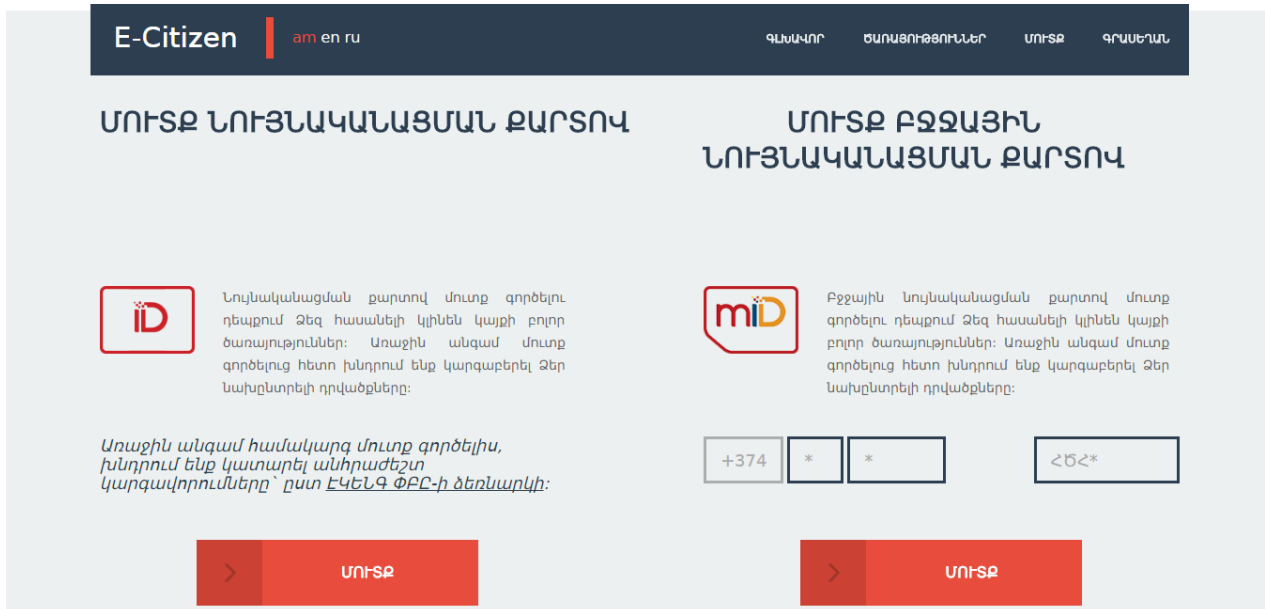 E-Citizen
am en ru
ԳԼԽԱՎՈՐ ԾԱՌԱՅՈՒԹՅՈՒՆՆԵՐ ՄՈՒՏՔ ԳՐԱՍԵՂԱՆ
ՄՈՒՏՔ ՆՈՒՅՆԱԿԱՆԱՑՄԱՆ ՔԱՐՏՈՎ
iD
Նույնականացման քարտով մուտք գործելու
դեպքում Ձեզ հասանելի կլինեն կայքի բոլոր
ծառայություններ: Առաջին անգամ մուտք
գործելուց հետո խնդրում ենք կարգաբերել Ձեր
նախընտրելի դրվածքները:
Առաջին անգամ համակարգ մուտք գործելիս,
խնդրում ենք կատարել անհրաժեշտ
կարգավորումները՝ ըստ ԷԿԵՆԳ ՓԲԸ-ի ձեռնարկի:
ՄՈՒՏՔ
ՄՈՒՏՔ ԲՋՋԱՅԻՆ
ՆՈՒՅՆԱԿԱՆԱՑՄԱՆ ՔԱՐՏՈՎ
miD
Բջջային նույնականացման քարտով մուտք
գործելու դեպքում Ձեզ հասանելի կլինեն կայքի
բոլոր ծառայություններ: Առաջին անգամ մուտք
գործելուց հետո խնդրում ենք կարգաբերել Ձեր
նախընտրելի դրվածքները:
+374 * * ՀԾՀ*
ՄՈՒՏՔ